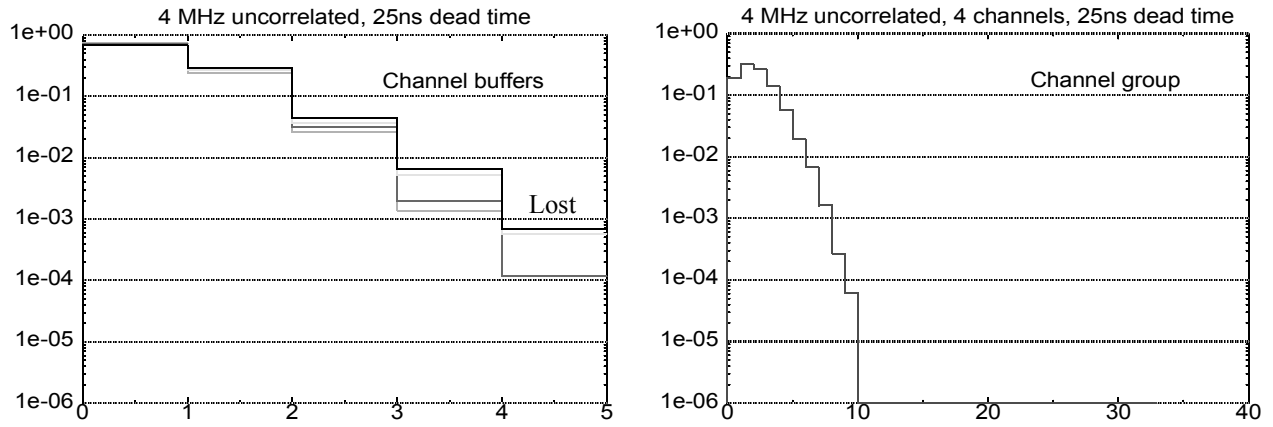 4 MHz uncorrelated, 25ns dead time
1e+00
1e-01
1e-02
1e-03
1e-04
1e-05
1e-06
Channel buffers
Lost
0 1 2 3 4 5
4 MHz uncorrelated, 4 channels, 25ns dead time
1e+00
1e-01
1e-02
1e-03
1e-04
1e-05
1e-06
Channel group
0 10 20 30 40